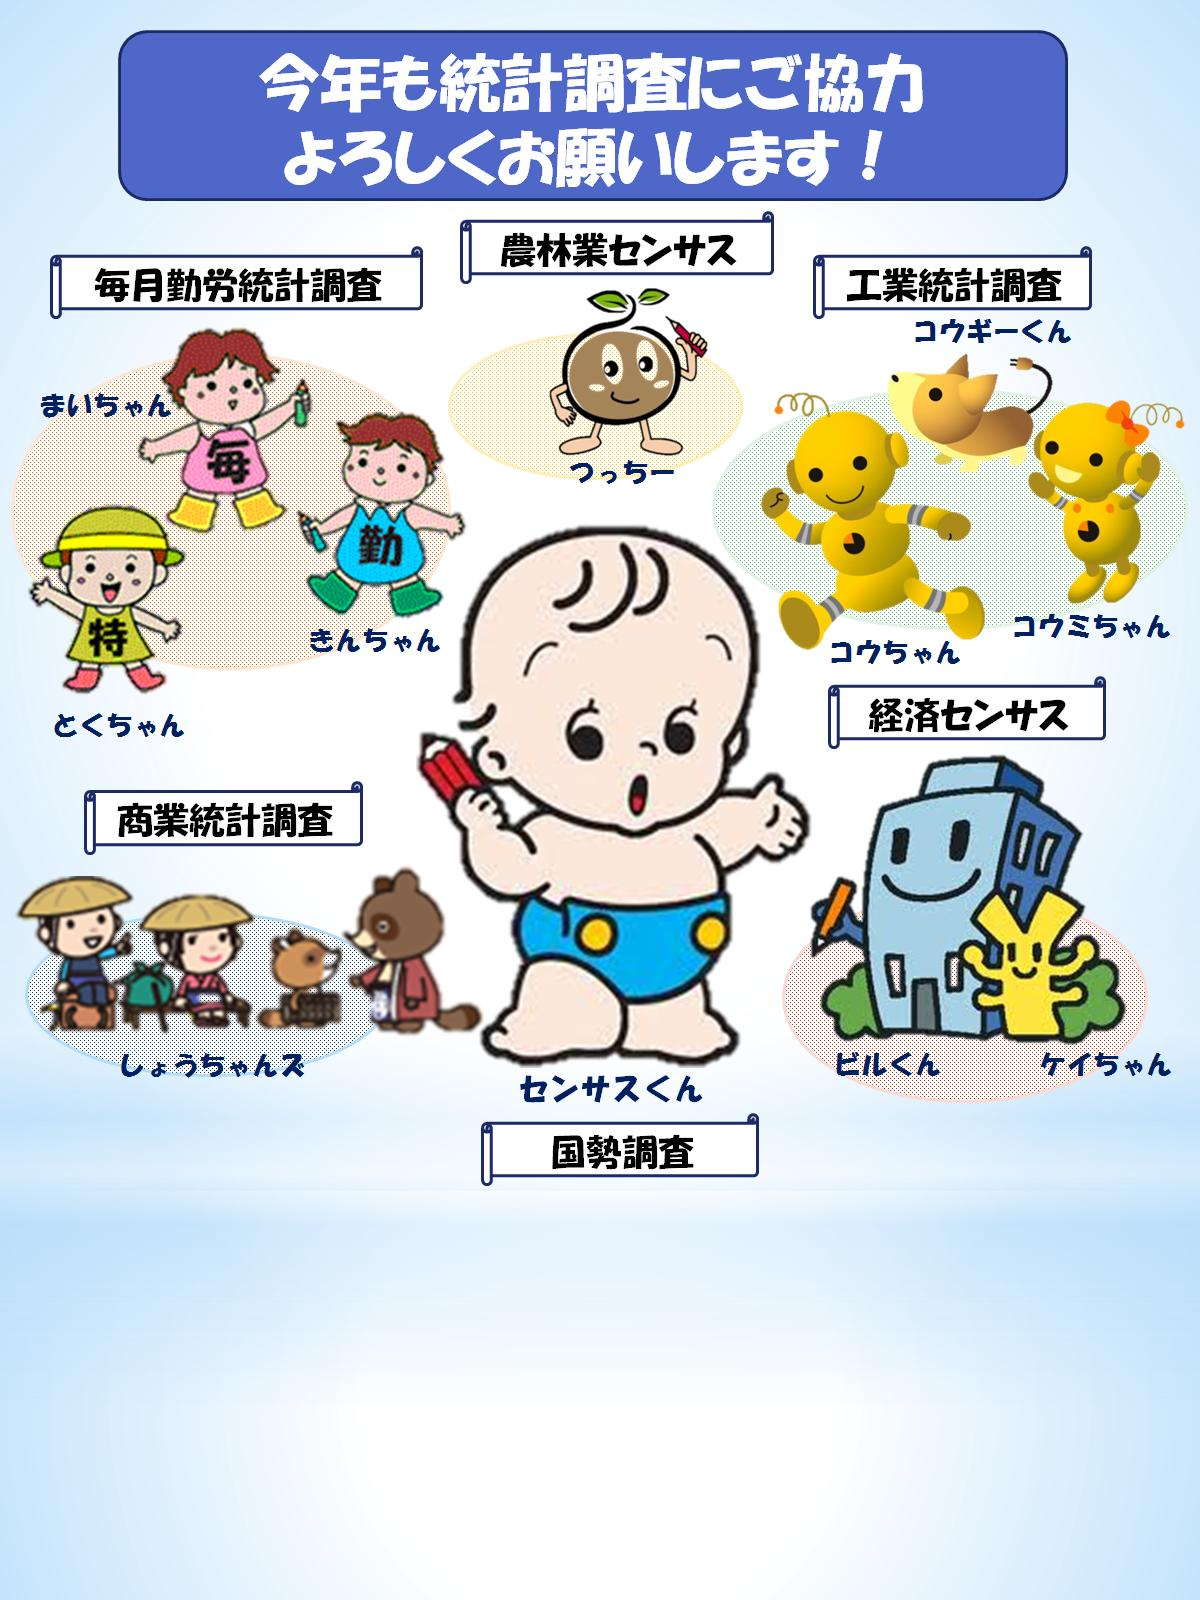 今年も統計調査にご協力
よろしくお願いします！
農林業センサス
毎月勤労統計調査
工業統計調査
コウギーくん
まいちゃん
毎
つっちー
勤
特
きんちゃん
コウちゃん
コウミちゃん
とくちゃん
経済センサス
商業統計調査
しょうちゃんズ
センサスくん
ビルくん
ケイちゃん
国勢調査